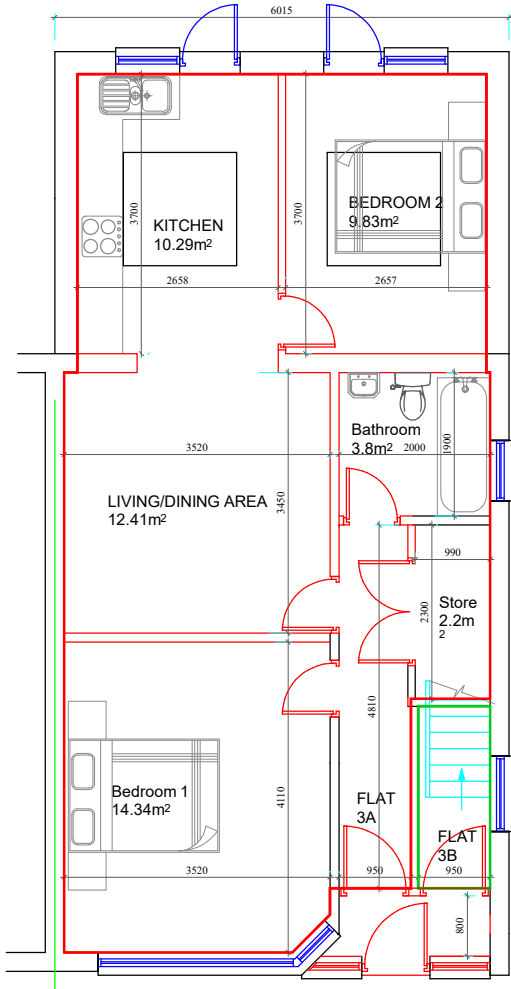 6015
KITCHEN
10.29m²
BEDROOM 2
9.83m²
3700
3700
2658
2657
Bathroom
3.8m²
3520
2000
1900
LIVING/DINING AREA
12.41m²
3450
990
Store
2.2m
²
2300
4810
Bedroom 1
14.34m²
4110
FLAT
3A
FLAT
3B
3520
950
950
800